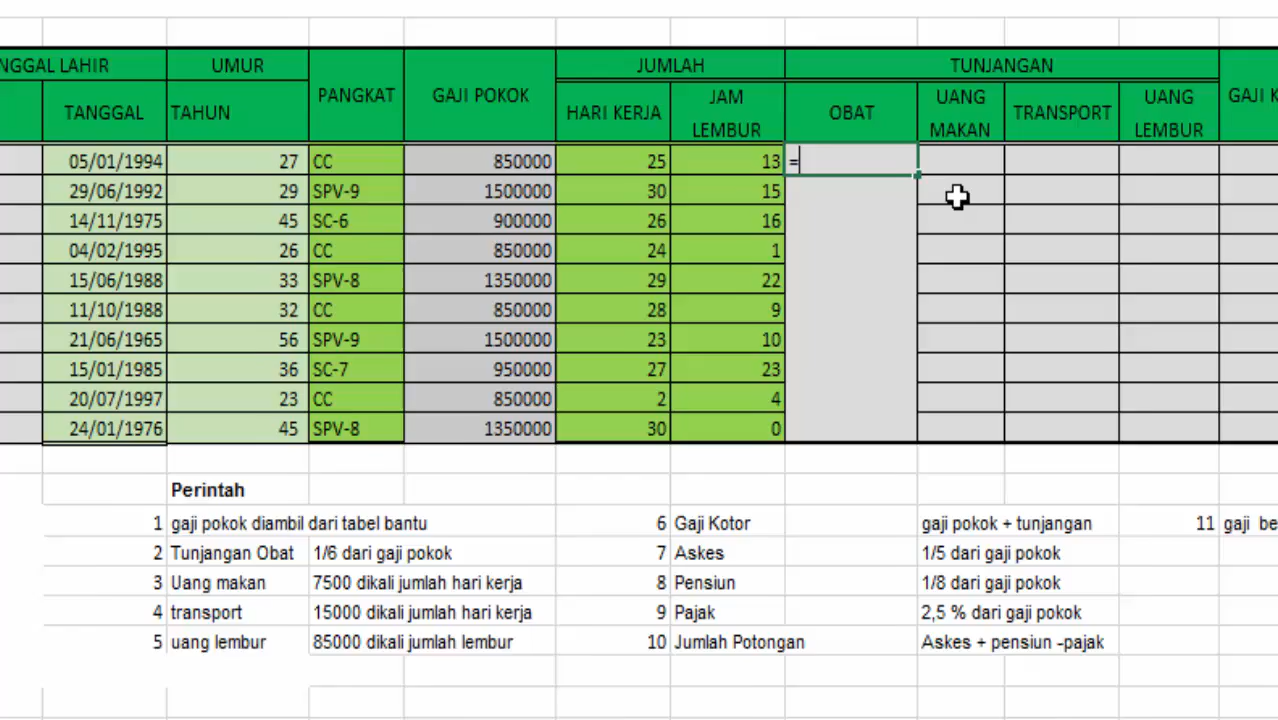 NGGAL LAHIR UMUR PANGKAT GAJI POKOK JUMLAH TUNJANGAN GAJI K
TANGGAL TAHUN HARI KERJA JAM LEMBUR OBAT UANG MAKAN TRANSPORT UANG LEMBUR
05/01/1994 27 CC 850000 25 13 =
29/06/1992 29 SPV-9 1500000 30 15
14/11/1975 45 SC-6 900000 26 16
04/02/1995 26 CC 850000 24 1
15/06/1988 33 SPV-8 1350000 29 22
11/10/1988 32 CC 850000 28 9
21/06/1965 56 SPV-9 1500000 23 10
15/01/1985 36 SC-7 950000 27 23
20/07/1997 23 CC 850000 2 4
24/01/1976 45 SPV-8 1350000 30 0
Perintah
1 gaji pokok diambil dari tabel bantu 6 Gaji Kotor gaji pokok + tunjangan 11 gaji be
2 Tunjangan Obat 1/6 dari gaji pokok 7 Askes 1/5 dari gaji pokok
3 Uang makan 7500 dikali jumlah hari kerja 8 Pensiun 1/8 dari gaji pokok
4 transport 15000 dikali jumlah hari kerja 9 Pajak 2,5 % dari gaji pokok
5 uang lembur 85000 dikali jumlah lembur 10 Jumlah Potongan Askes + pensiun -pajak